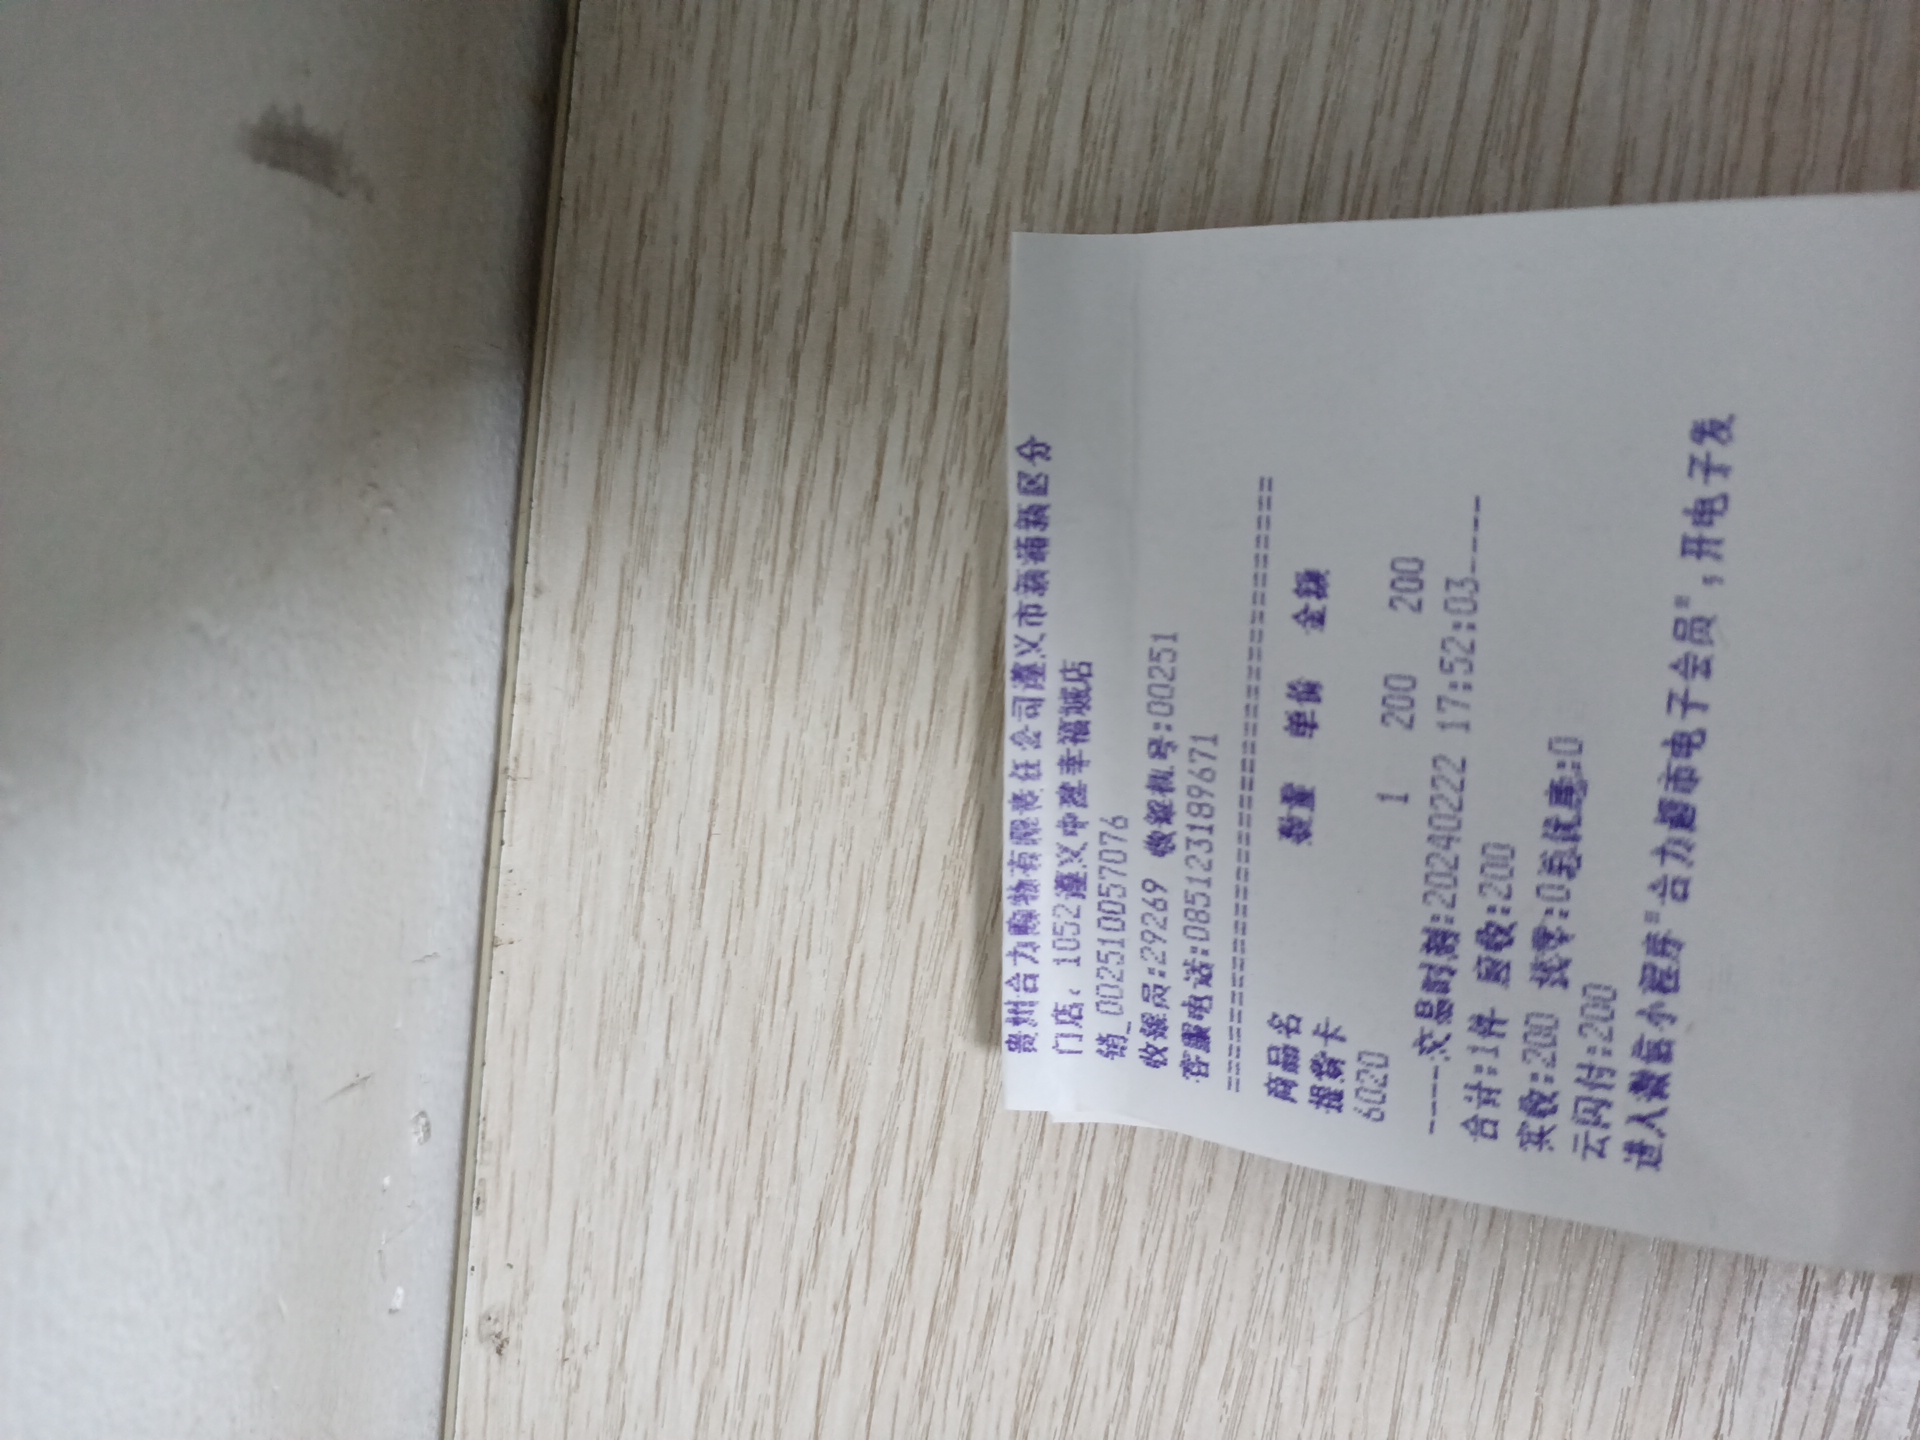 贵州合力购物有限责任公司遵义市新蒲新区分
门店: 1052遵义中建幸福城店
销_00251005707​6
收银员:29269 收银机号:00251
客服电话:085123189671
==============================
商品名 数量 单价 金额
提货卡
6020 1 200 200
----交易时刻:20240222 17:52:03----
合计:1件 应收:200
实收:200 找零:0总优惠:0
云闪付:200
进入微信小程序"合力超市电子会员",开电子发